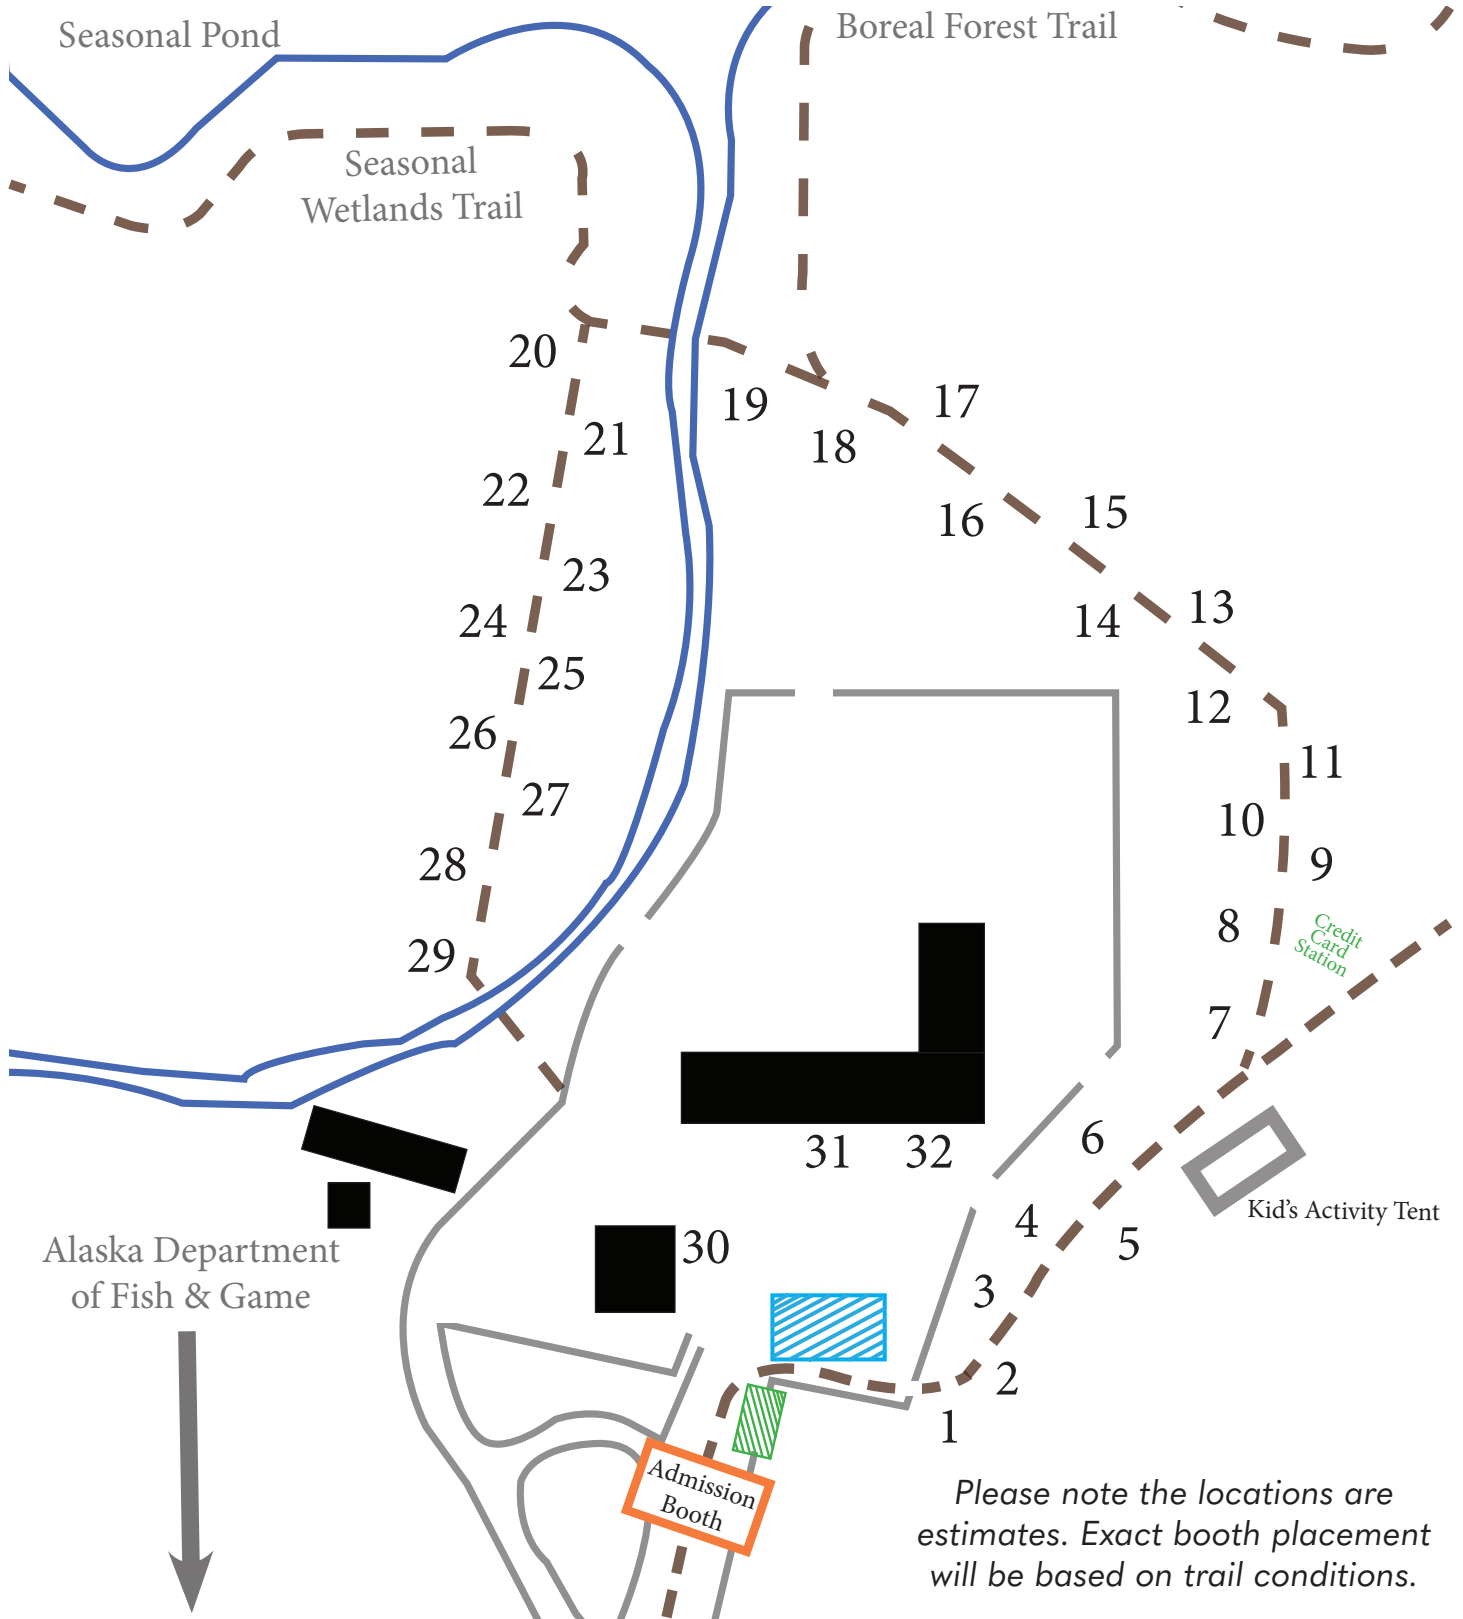 Seasonal Pond
Boreal Forest Trail
Seasonal
Wetlands Trail
20
19
17
18
21
22
16
15
23
24
14
13
25
26
12
11
27
10
28
9
8
Credit
Card
Station
29
7
6
31
32
Kid's Activity Tent
4
5
30
Alaska Department
of Fish & Game
3
2
1
Admission
Booth
Please note the locations are
estimates. Exact booth placement
will be based on trail conditions.